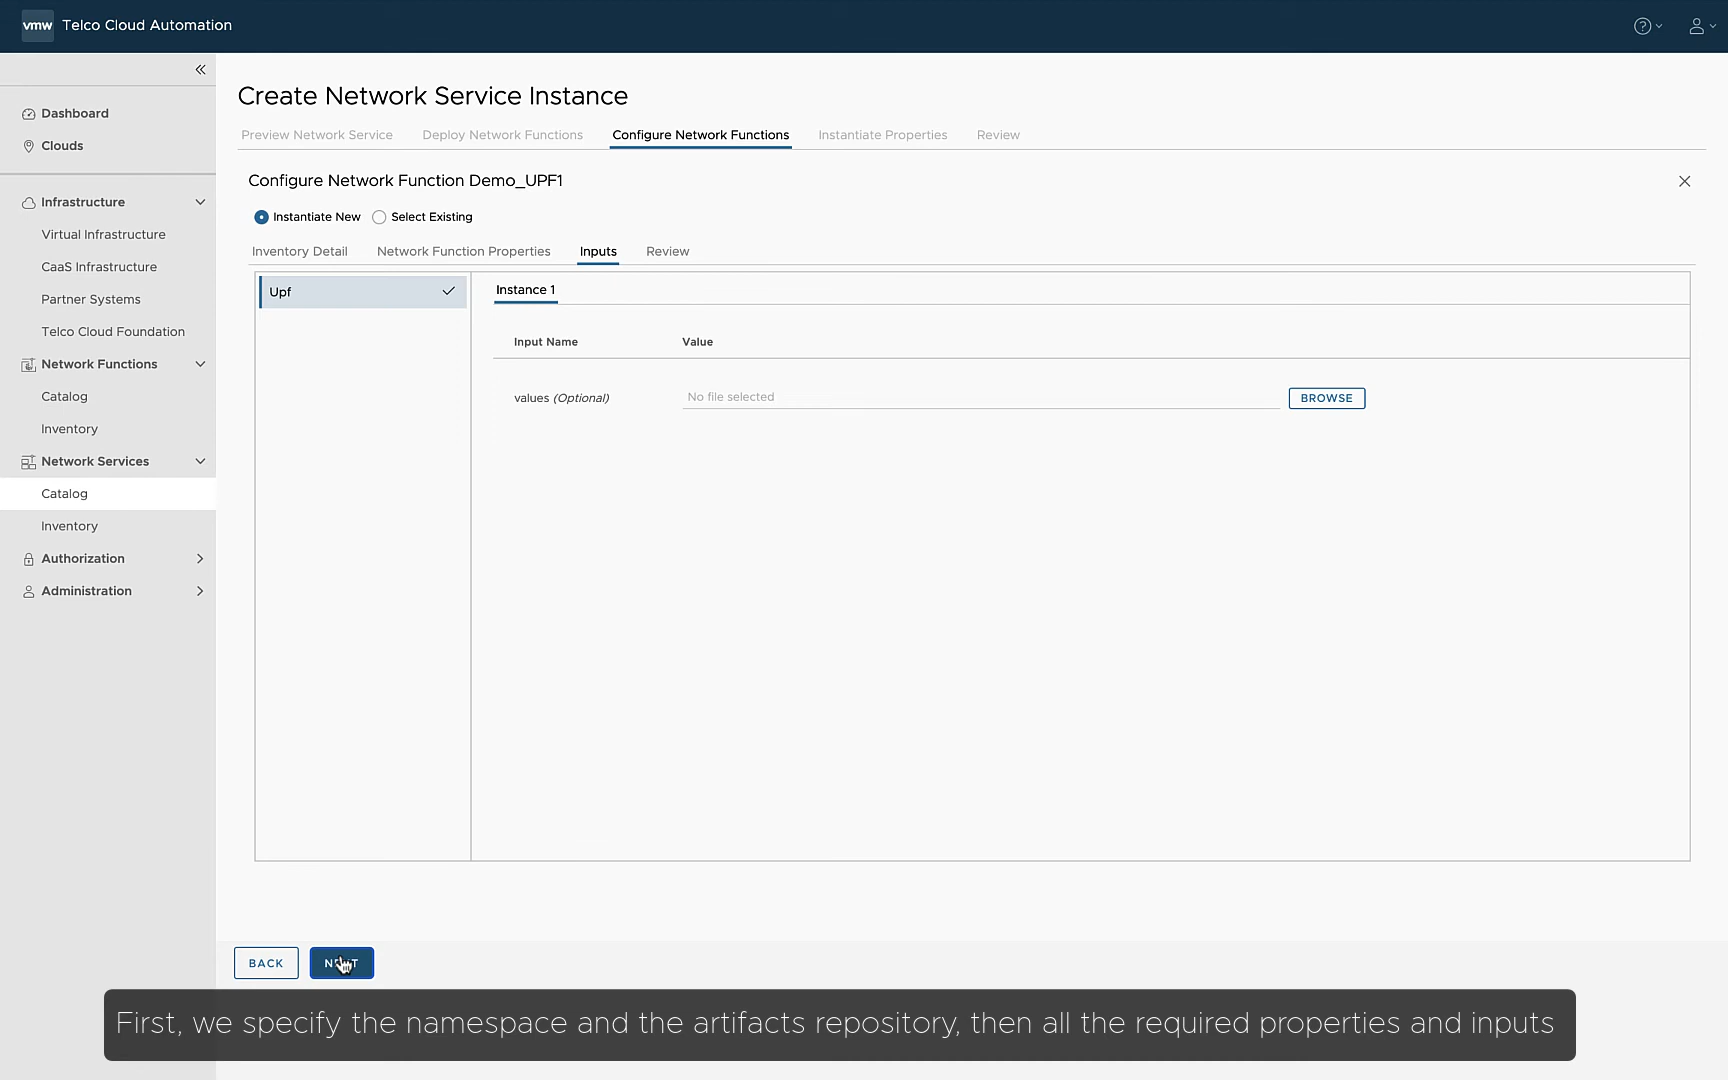 vmw Telco Cloud Automation
Create Network Service Instance
Preview Network Service Deploy Network Functions Configure Network Functions Instantiate Properties Review
Configure Network Function Demo_UPF1
Instantiate New Select Existing
Inventory Detail Network Function Properties Inputs Review
Upf
Instance 1
Input Name Value
values (Optional) No file selected BROWSE
Dashboard
Clouds
Infrastructure
Virtual Infrastructure
CaaS Infrastructure
Partner Systems
Telco Cloud Foundation
Network Functions
Catalog
Inventory
Network Services
Catalog
Inventory
Authorization
Administration
BACK NEXT
First, we specify the namespace and the artifacts repository, then all the required properties and inputs